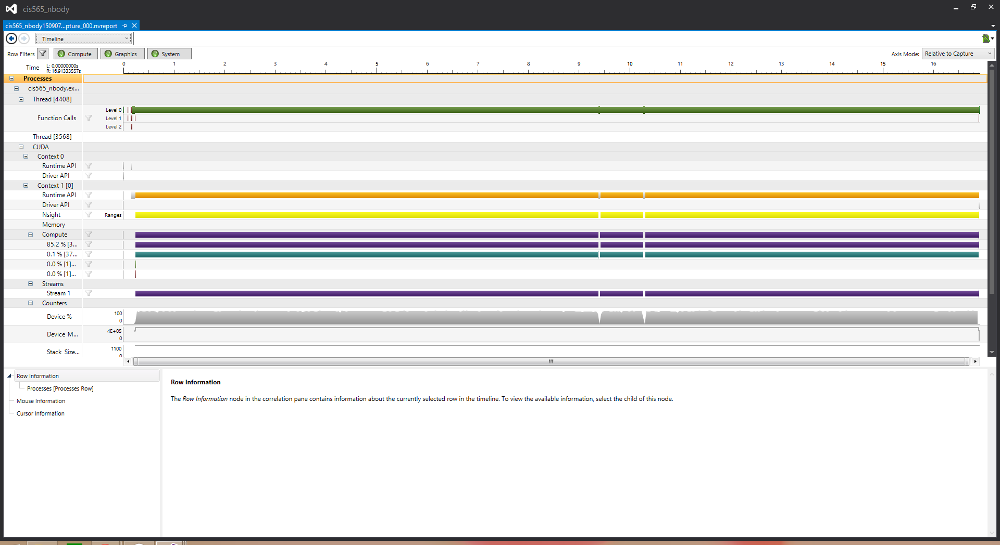 cis565_nbody
cis565_nbody150907...pture_000.nvreport
Timeline
Row Filters Compute Graphics System Axis Mode: Relative to Capture
Time L: 0.00000000s R: 16.91333557s 0 1 2 3 4 5 6 7 8 9 10 11 12 13 14 15 16
Processes
cis565_nbody.ex...
Thread [4408]
Level 0
Function Calls Level 1
Level 2
Thread [3568]
CUDA
Context 0
Runtime API
Driver API
Context 1 [0]
Runtime API
Driver API
Nsight Ranges
Memory
Compute
85.2 % [3...
0.1 % [37...
0.0 % [1]...
0.0 % [1]...
Streams
Stream 1
Counters
Device % 100 0
Device M... 4E+05 0
Stack Size... 1100 0
Row Information
Processes [Processes Row]
Mouse Information
Cursor Information
Row Information
The Row Information node in the correlation pane contains information about the currently selected row in the timeline. To view the available information, select the child of this node.